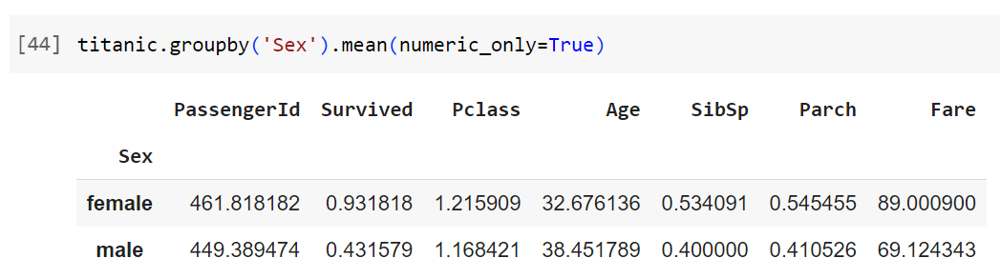 [44] titanic.groupby('Sex').mean(numeric_only=True)
PassengerId Survived Pclass Age SibSp Parch Fare
Sex
female 461.818182 0.931818 1.215909 32.676136 0.534091 0.545455 89.000900
male 449.389474 0.431579 1.168421 38.451789 0.400000 0.410526 69.124343